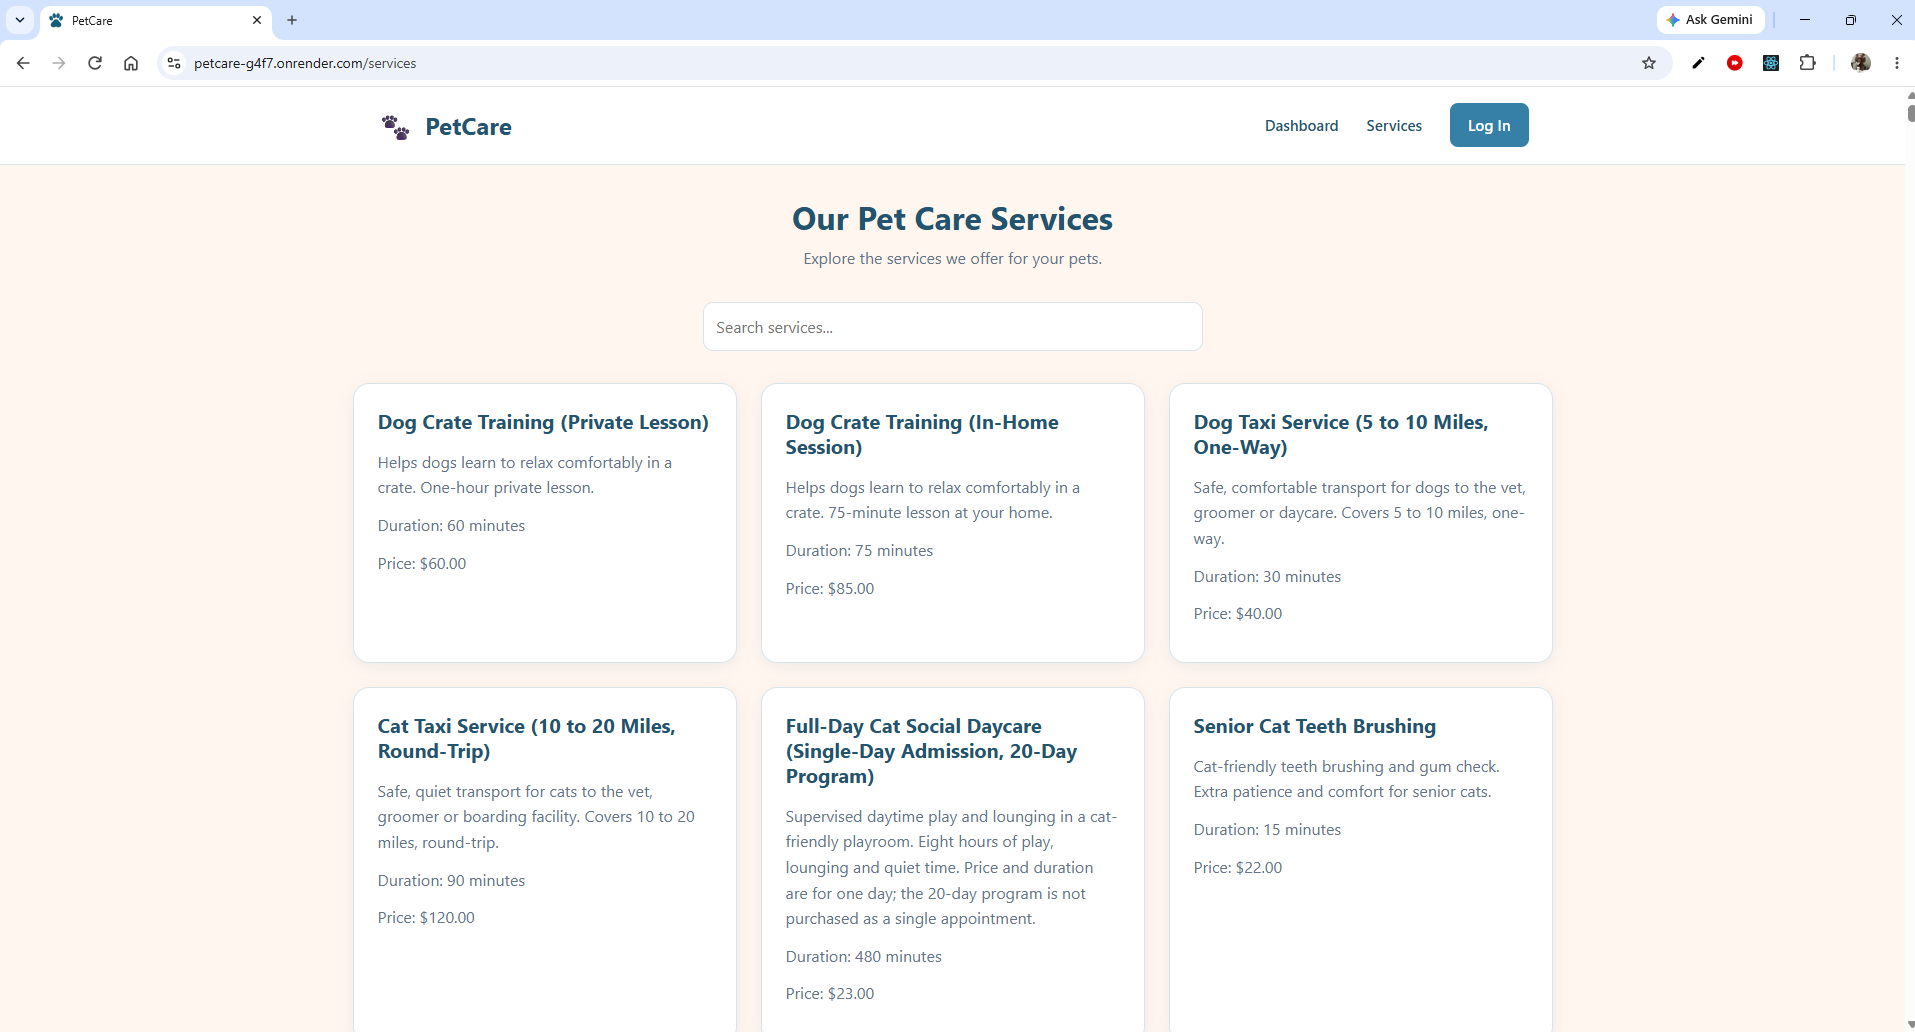 PetCare
Ask Gemini
petcare-g4f7.onrender.com/services
PetCare
Dashboard
Services
Log In
Our Pet Care Services
Explore the services we offer for your pets.
Search services...
Dog Crate Training (Private Lesson)
Helps dogs learn to relax comfortably in a
crate. One-hour private lesson.
Duration: 60 minutes
Price: $60.00
Dog Crate Training (In-Home
Session)
Helps dogs learn to relax comfortably in a
crate. 75-minute lesson at your home.
Duration: 75 minutes
Price: $85.00
Dog Taxi Service (5 to 10 Miles,
One-Way)
Safe, comfortable transport for dogs to the vet,
groomer or daycare. Covers 5 to 10 miles, one-
way.
Duration: 30 minutes
Price: $40.00
Cat Taxi Service (10 to 20 Miles,
Round-Trip)
Safe, quiet transport for cats to the vet,
groomer or boarding facility. Covers 10 to 20
miles, round-trip.
Duration: 90 minutes
Price: $120.00
Full-Day Cat Social Daycare
(Single-Day Admission, 20-Day
Program)
Supervised daytime play and lounging in a cat-
friendly playroom. Eight hours of play,
lounging and quiet time. Price and duration
are for one day; the 20-day program is not
purchased as a single appointment.
Duration: 480 minutes
Price: $23.00
Senior Cat Teeth Brushing
Cat-friendly teeth brushing and gum check.
Extra patience and comfort for senior cats.
Duration: 15 minutes
Price: $22.00